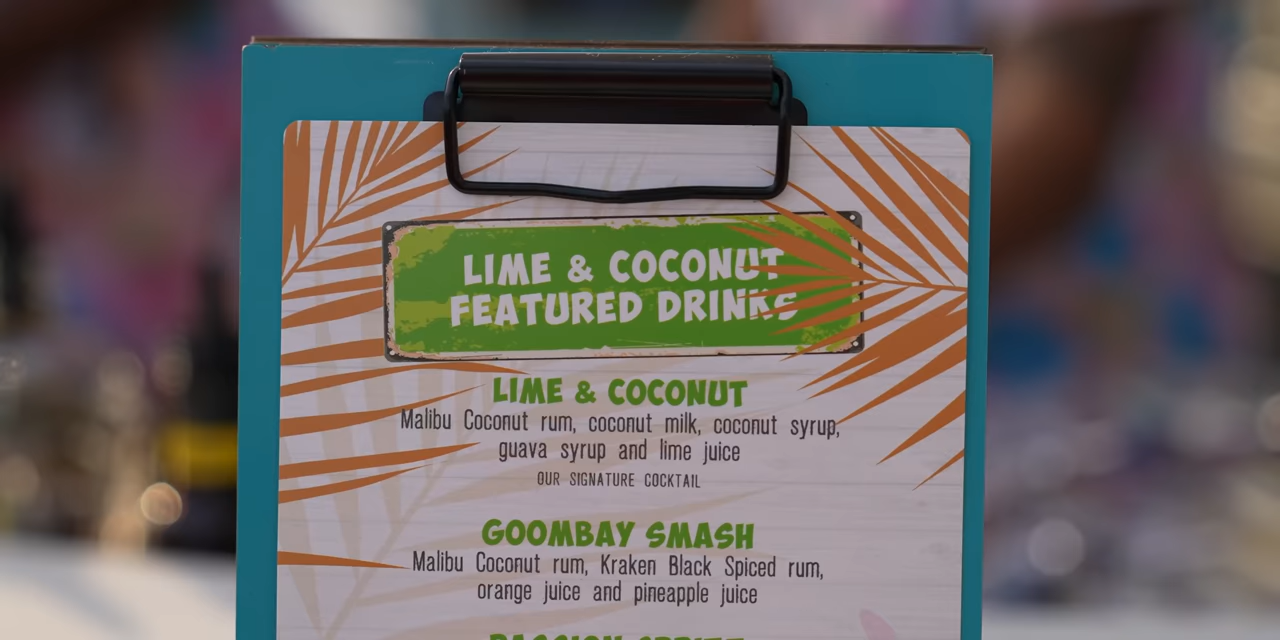 LIME & COCONUT
FEATURED DRINKS
LIME & COCONUT
Malibu Coconut rum, coconut milk, coconut syrup,
guava syrup and lime juice
OUR SIGNATURE COCKTAIL
GOOMBAY SMASH
Malibu Coconut rum, Kraken Black Spiced rum,
orange juice and pineapple juice